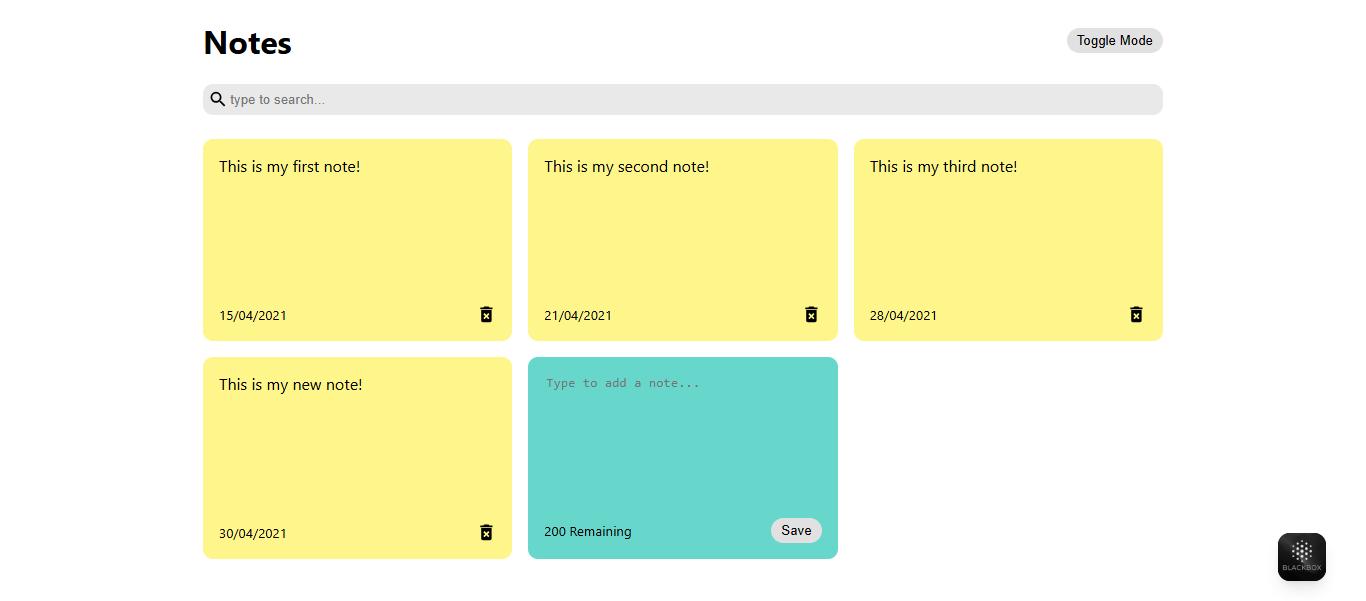 Notes
Toggle Mode
type to search...
This is my first note!
This is my second note!
This is my third note!
15/04/2021
21/04/2021
28/04/2021
This is my new note!
Type to add a note...
30/04/2021
200 Remaining
Save
BLACKBOX